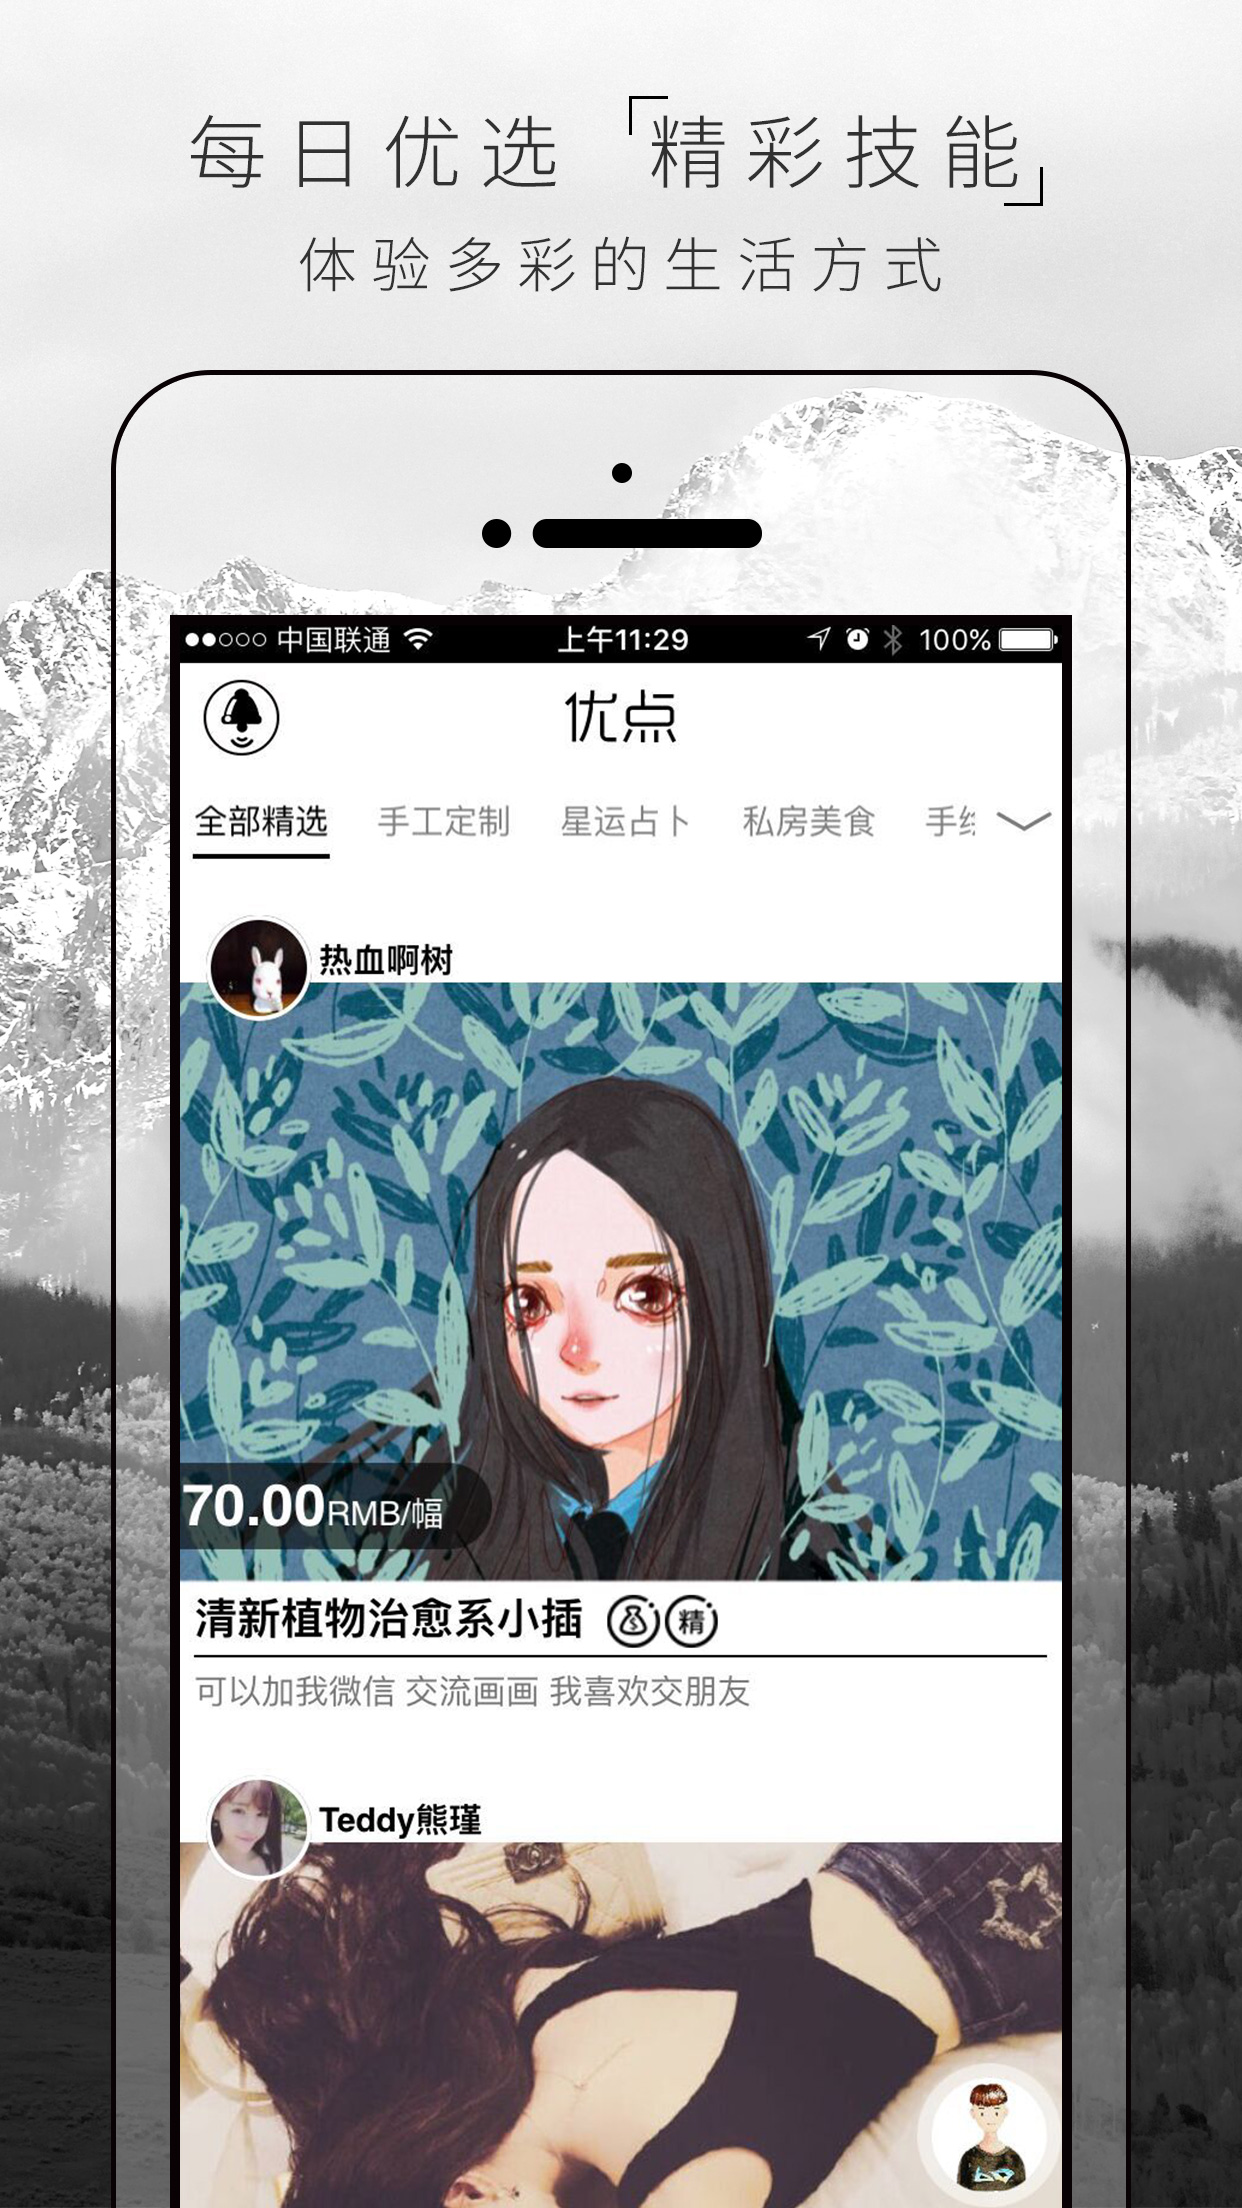 每日优选「精彩技能」
体验多彩的生活方式
中国联通 上午11:29 100%
优点
全部精选 手工定制 星运占卜 私房美食 手绘
热血啊树
70.00RMB/幅
清新植物治愈系小插 精
可以加我微信 交流画画 我喜欢交朋友
Teddy熊瑾